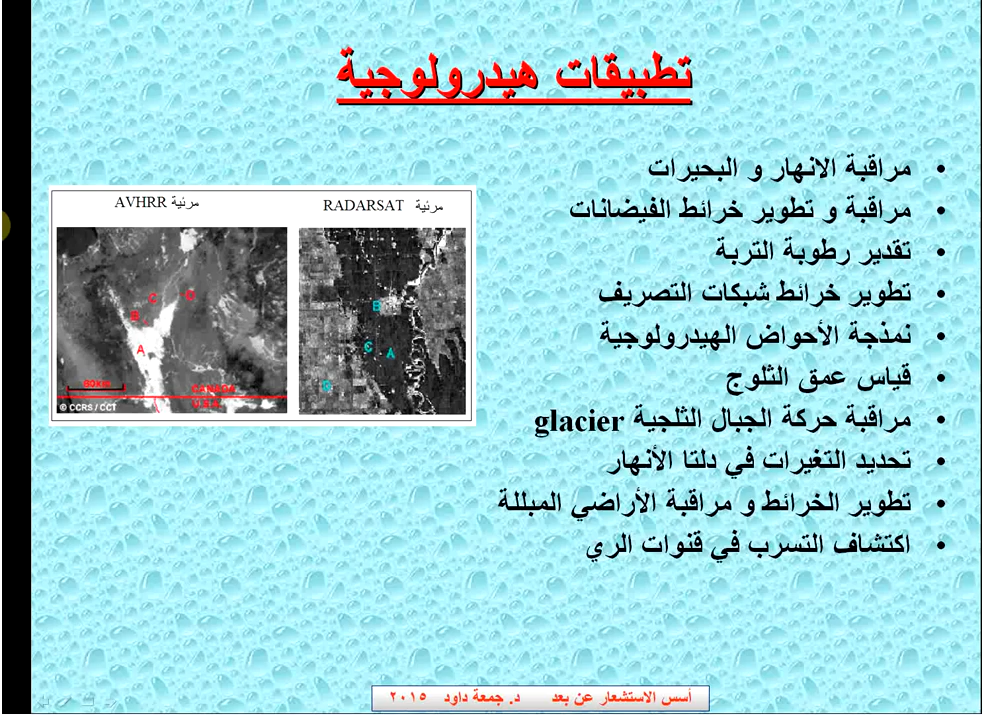 تطبيقات هيدرولوجية
• مراقبة الانهار و البحيرات
• مراقبة و تطوير خرائط الفيضانات
• تقدير رطوبة التربة
• تطوير خرائط شبكات التصريف
• نمذجة الأحواض الهيدرولوجية
• قياس عمق الثلوج
• مراقبة حركة الجبال الثلجية glacier
• تحديد التغيرات في دلتا الأنهار
• تطوير الخرائط و مراقبة الأراضي المبللة
• اكتشاف التسرب في قنوات الري
مرئية RADARSAT
B
C A
مرئية AVHRR
C D
B
A
CANADA
U.S.A.
© CCRS / CCT
أسس الاستشعار عن بعد د. جمعة داود ٢٠١٥